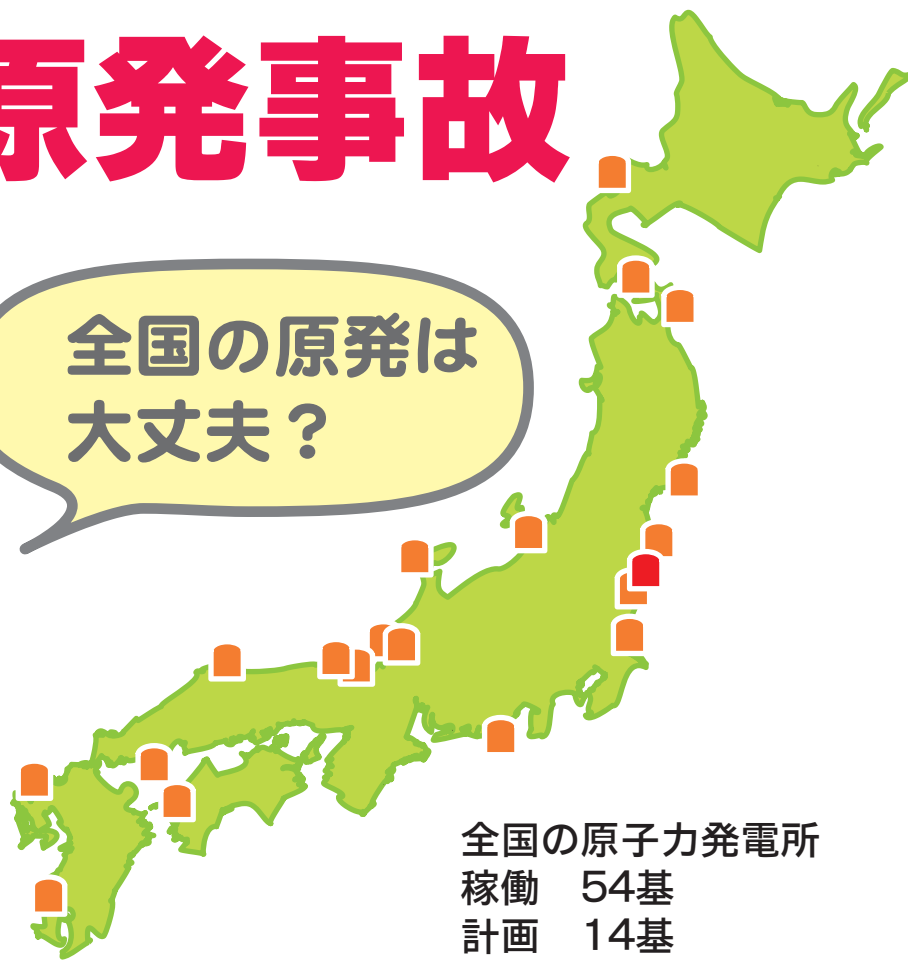 原発事故
全国の原発は
大丈夫？
全国の原子力発電所
稼働　54基
計画　14基